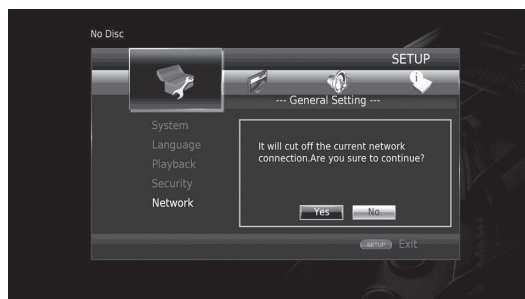 No Disc
SETUP
--- General Setting ---
System
Language
Playback
Security
Network
It will cut off the current network
connection.Are you sure to continue?
Yes No
SETUP Exit